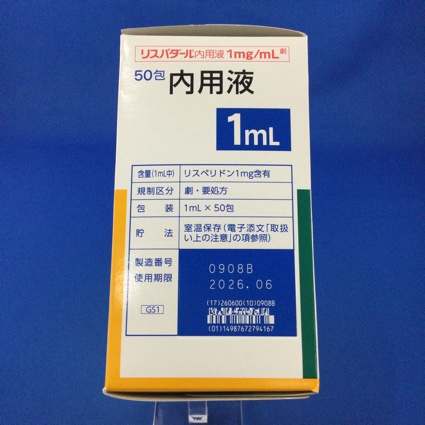 リスパダール内用液1mg/mL 劇
50包 内用液
1mL
含量(1mL中) リスペリドン1mg含有
規制区分 劇・要処方
包装 1mL×50包
貯法 室温保存(電子添文「取扱
い上の注意」の項参照)
製造番号 0908B
使用期限 2026.06
GS1 (17)260600(10)0908B
(01)14987672794167